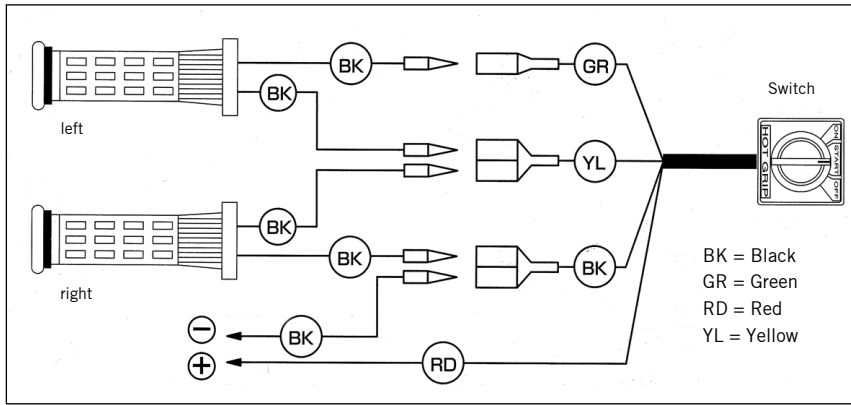 BK
GR
BK
Switch
left
YL
HOT GRIP
ON
START
OFF
BK
BK
BK
right
BK = Black
GR = Green
RD = Red
YL = Yellow
−
BK
+
RD